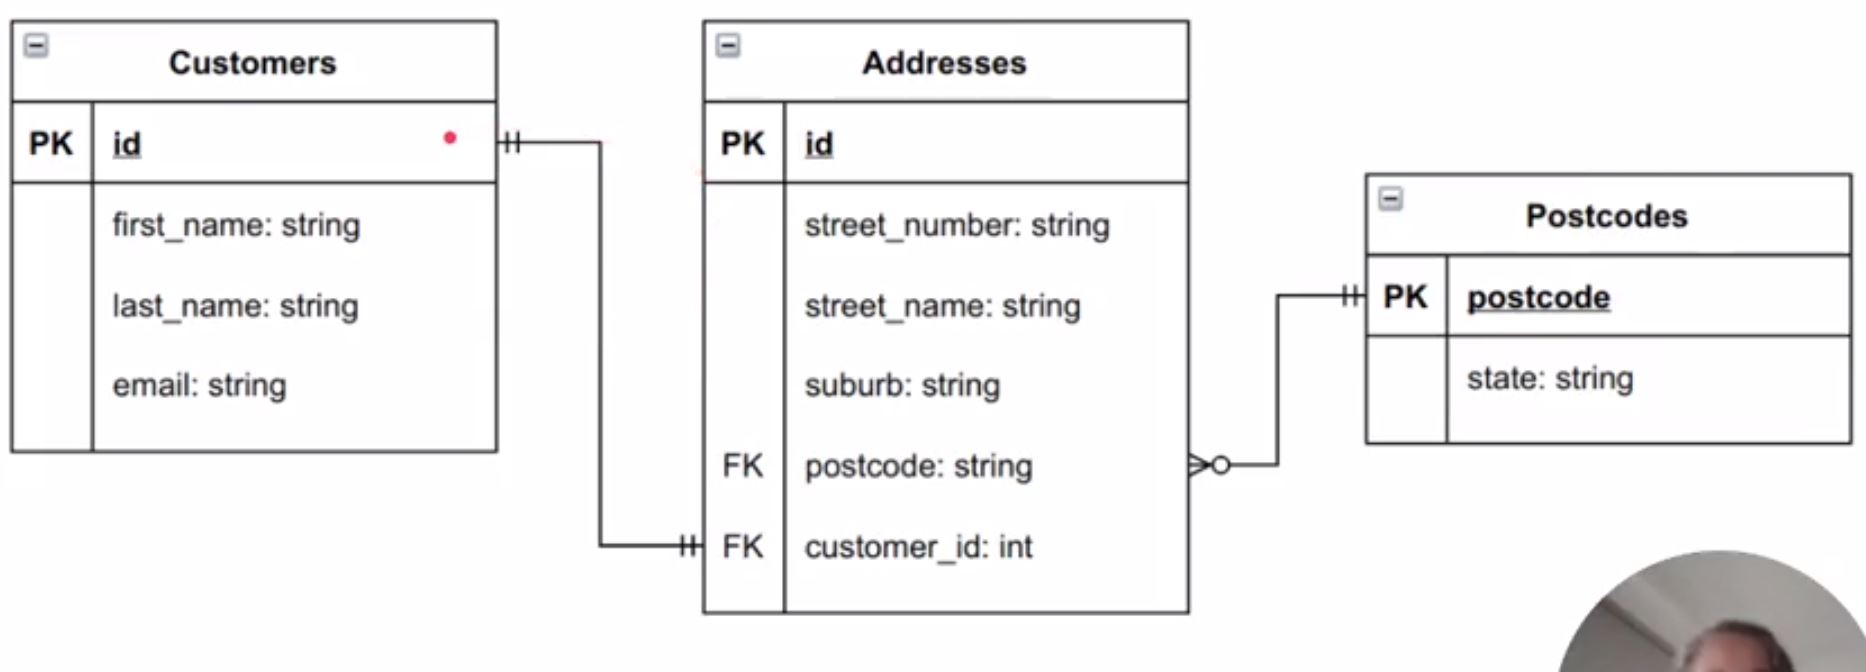 Customers
PK id
first_name: string
last_name: string
email: string
Addresses
PK id
street_number: string
street_name: string
suburb: string
FK postcode: string
FK customer_id: int
Postcodes
PK postcode
state: string